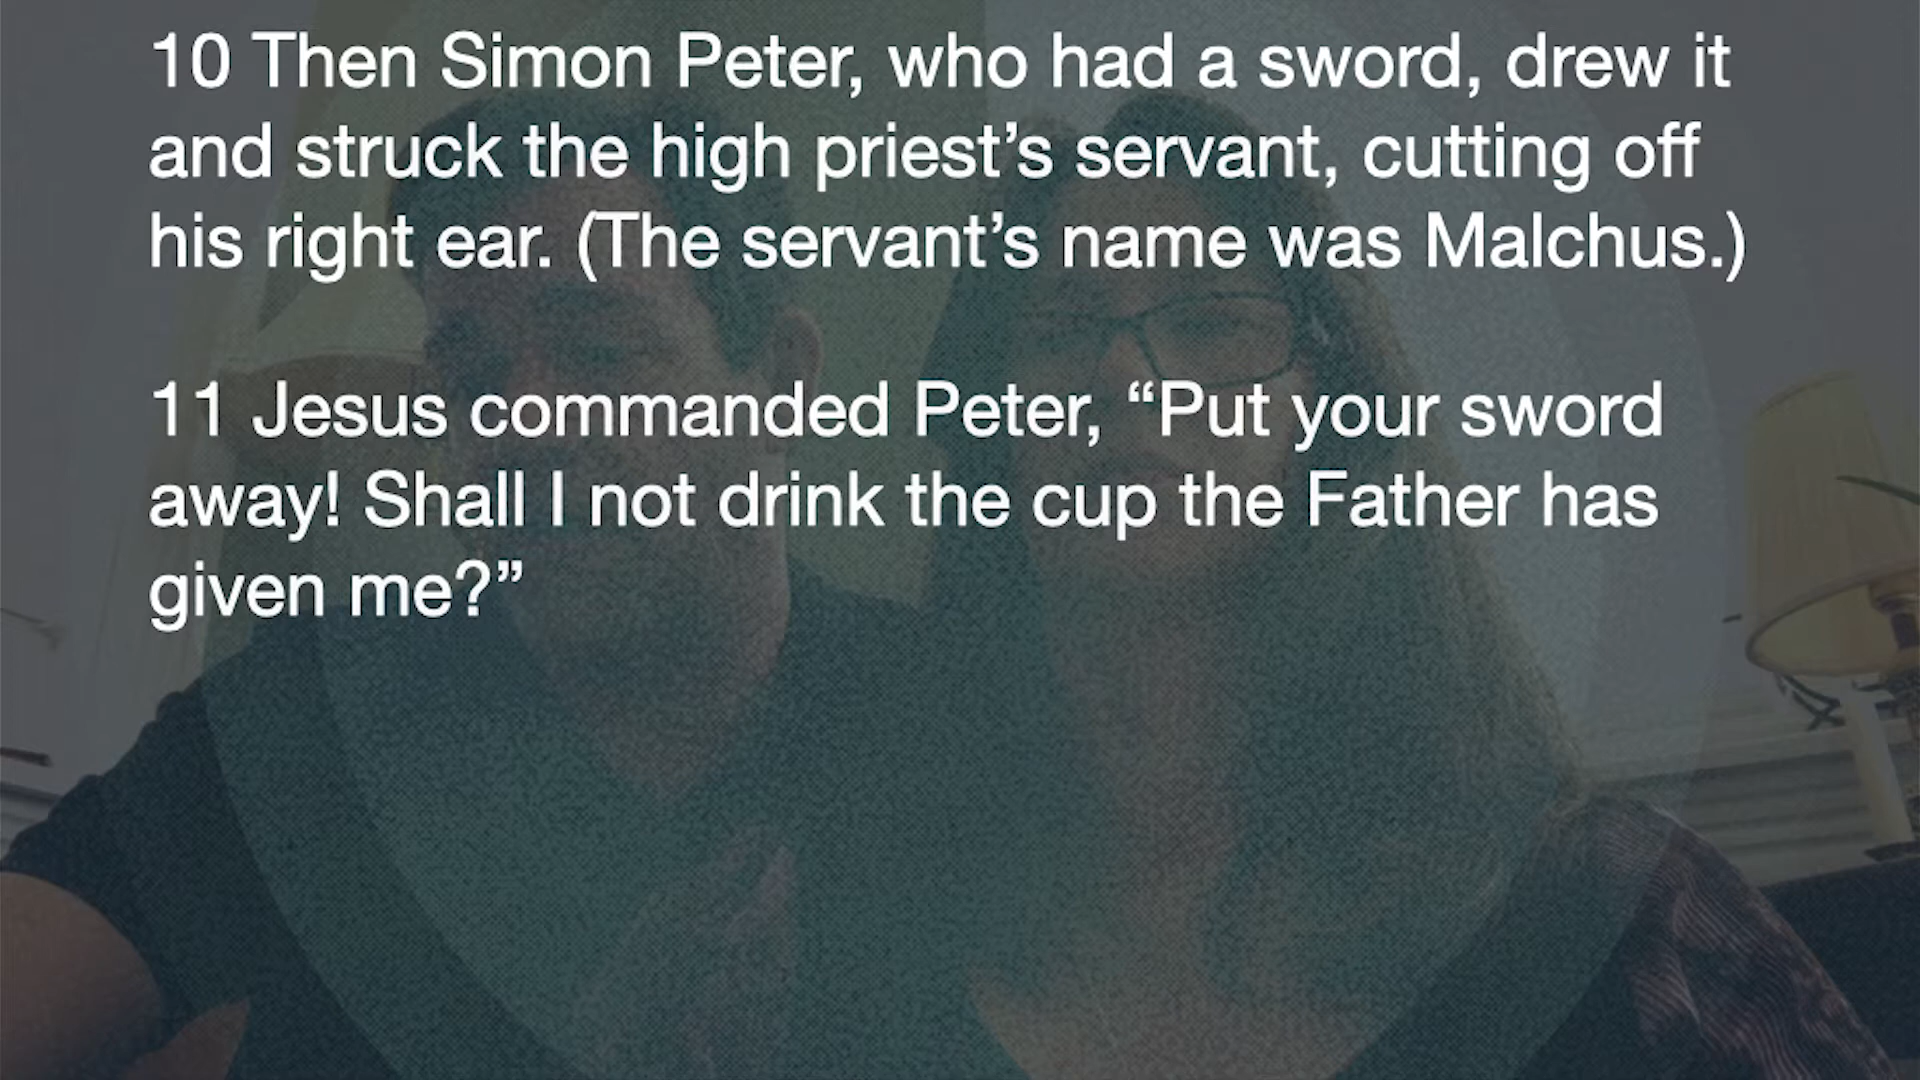 10 Then Simon Peter, who had a sword, drew it
and struck the high priest’s servant, cutting off
his right ear. (The servant’s name was Malchus.)
11 Jesus commanded Peter, “Put your sword
away! Shall I not drink the cup the Father has
given me?”